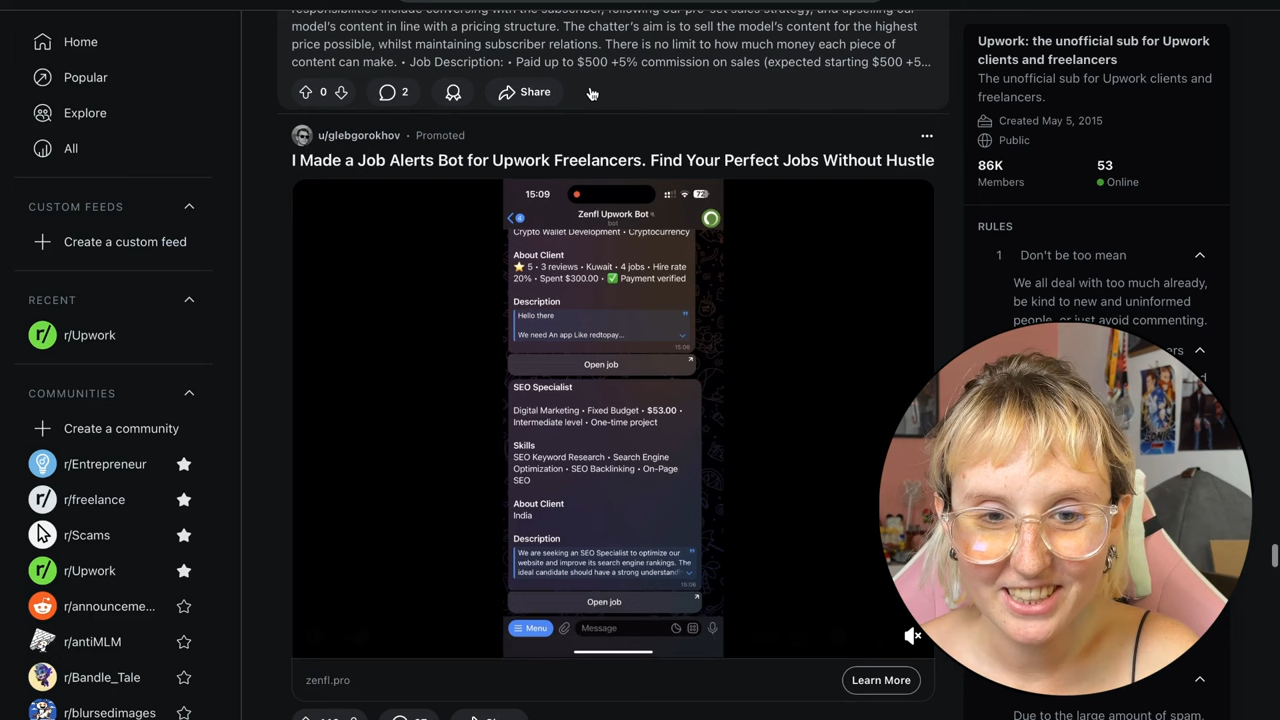 Home
Popular
Explore
All
CUSTOM FEEDS
Create a custom feed
RECENT
r/Upwork
COMMUNITIES
Create a community
r/Entrepreneur
r/freelance
r/Scams
r/Upwork
r/announceme...
r/antiMLM
r/Bandle_Tale
r/blursedimages
responsibilities include conversing with the subscriber, following our pre-set sales strategy, and upselling our
model's content in line with a pricing structure. The chatter's aim is to sell the model's content for the highest
price possible, whilst maintaining subscriber relations. There is no limit to how much money each piece of
content can make. • Job Description: • Paid up to $500 +5% commission on sales (expected starting $500 +5...
0
2
Share
u/glebgorokhov • Promoted
I Made a Job Alerts Bot for Upwork Freelancers. Find Your Perfect Jobs Without Hustle
15:09
72
4
Zenfl Upwork Bot
bot
Crypto Wallet Development • Cryptocurrency
About Client
5 • 3 reviews • Kuwait • 4 jobs • Hire rate
20% • Spent $300.00 • ✅ Payment verified
Description
Hello there
We need An app Like redtopay...
15:06
Open job
SEO Specialist
Digital Marketing • Fixed Budget • $53.00 •
Intermediate level • One-time project
Skills
SEO Keyword Research • Search Engine
Optimization • SEO Backlinking • On-Page
SEO
About Client
India
Description
We are seeking an SEO Specialist to optimize our
website and improve its search engine rankings. The
ideal candidate should have a strong understand
15:06
Open job
Menu
Message
zenfl.pro
Learn More
Upwork: the unofficial sub for Upwork
clients and freelancers
The unofficial sub for Upwork clients and
freelancers.
Created May 5, 2015
Public
86K
53
Members
Online
RULES
1 Don't be too mean
We all deal with too much already,
be kind to new and uninformed
people, or just avoid commenting.
ers
Due to the large amount of spam,
SONIC